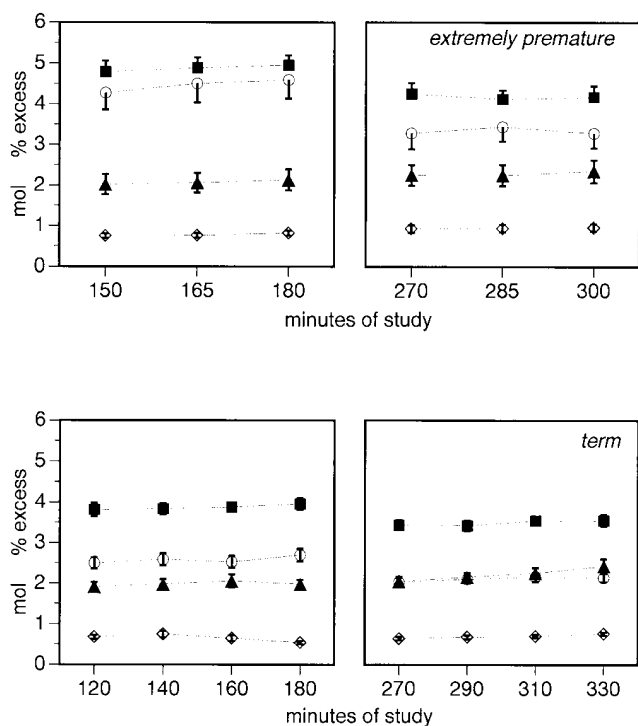 extremely premature
6
5
4
3
2
1
0
mol % excess
150 165 180
270 285 300
minutes of study
term
6
5
4
3
2
1
0
mol % excess
120 140 160 180
270 290 310 330
minutes of study